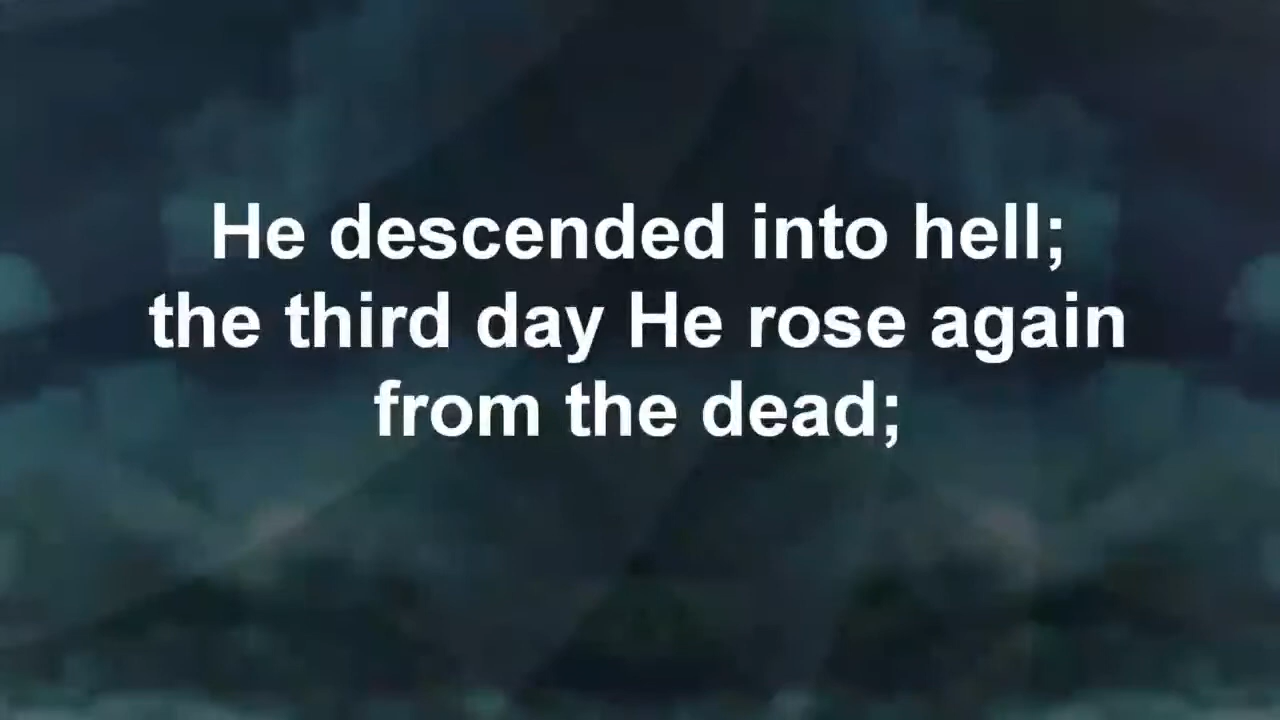 He descended into hell;
the third day He rose again
from the dead;